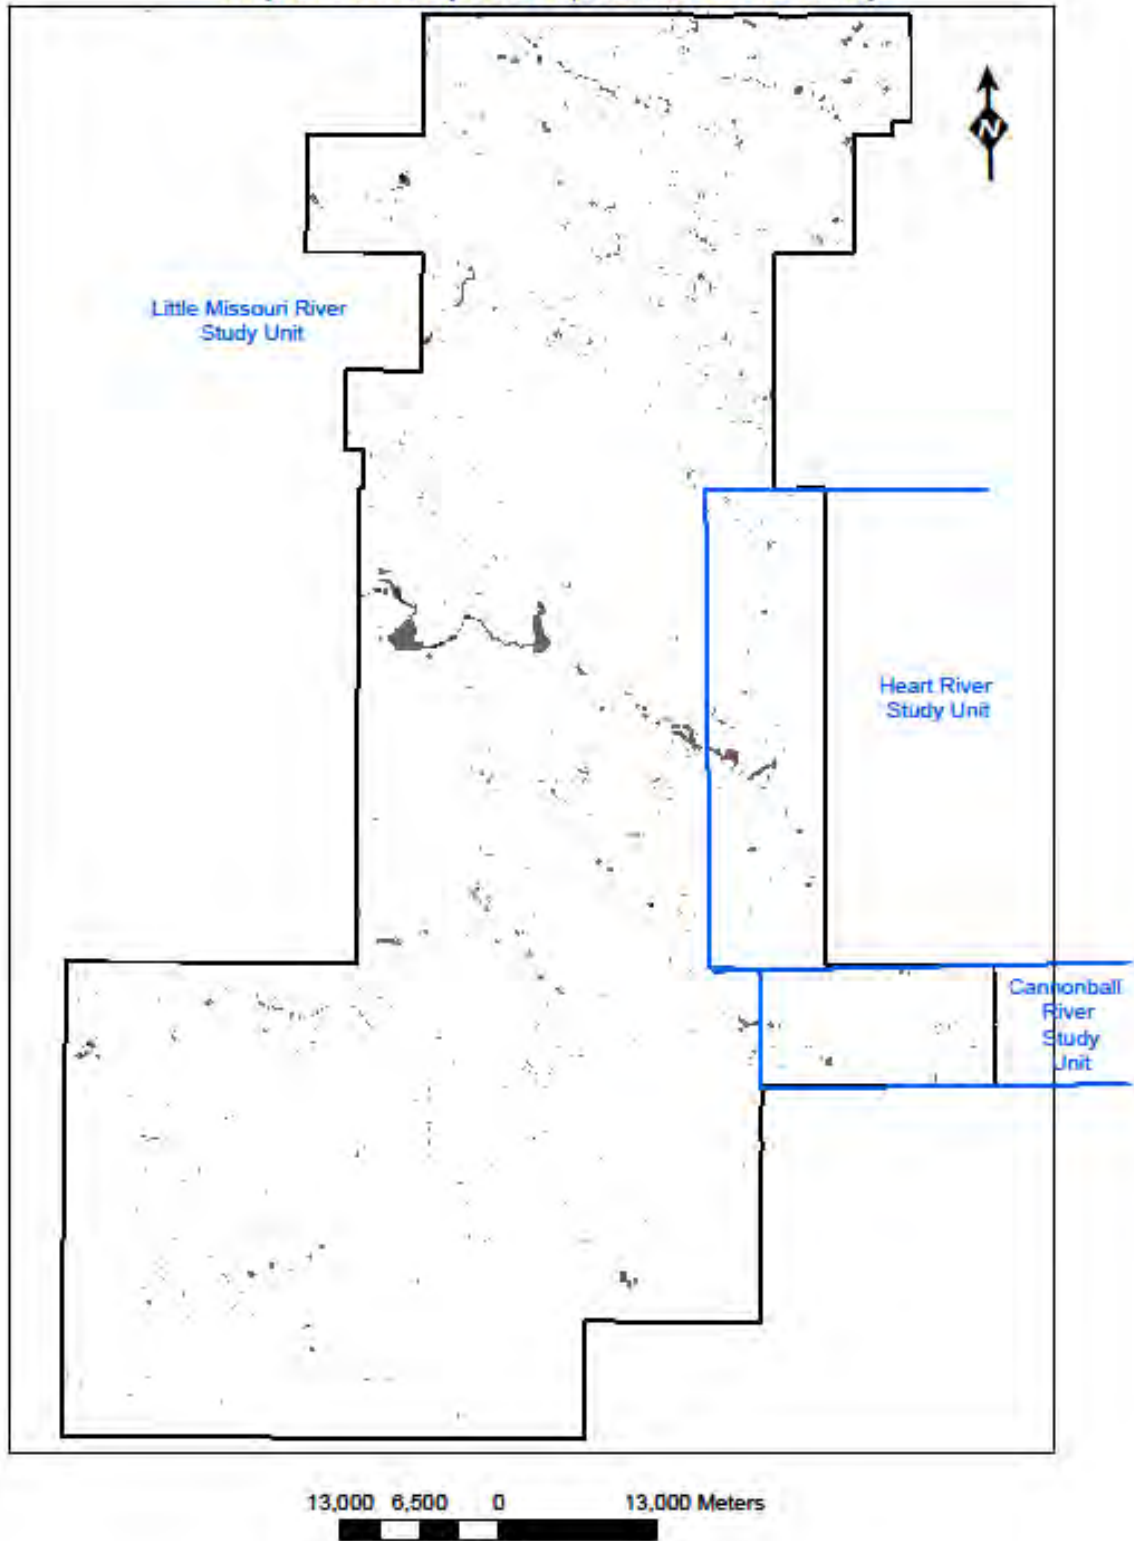 N
Little Missouri River
Study Unit
Heart River
Study Unit
Cannonball
River
Study
Unit
13,000 6,500 0 13,000 Meters